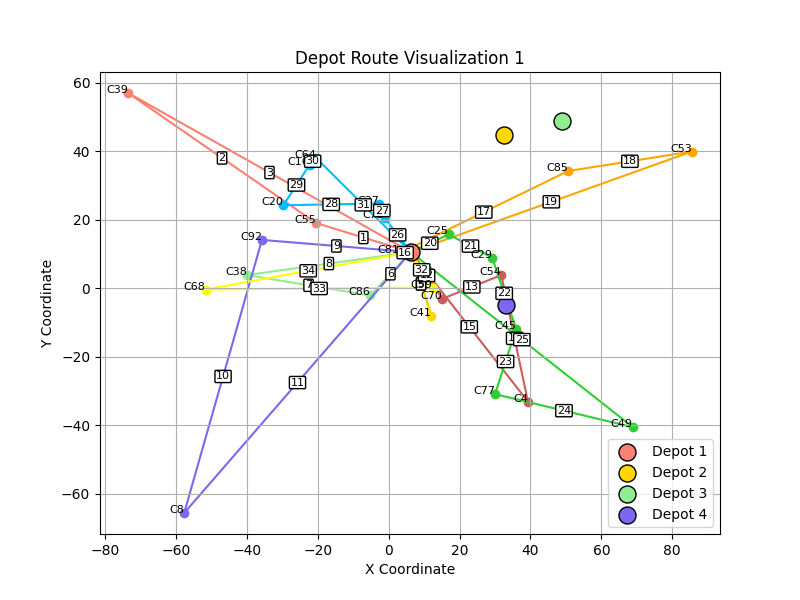 Depot Route Visualization 1
60
40
20
0
−20
−40
−60
−80
−60
−40
−20
0
20
40
60
80
X Coordinate
Y Coordinate
C39
2
3
C64
30
29
C20
28
31
27
C55
1
26
C92
9
C81
16
C38
8
34
C68
33
C86
6
32
C41
C70
13
C54
22
15
C25
20
21
C29
17
C85
18
C53
19
C45
25
23
C77
C4
24
C49
10
11
C8
Depot 1
Depot 2
Depot 3
Depot 4